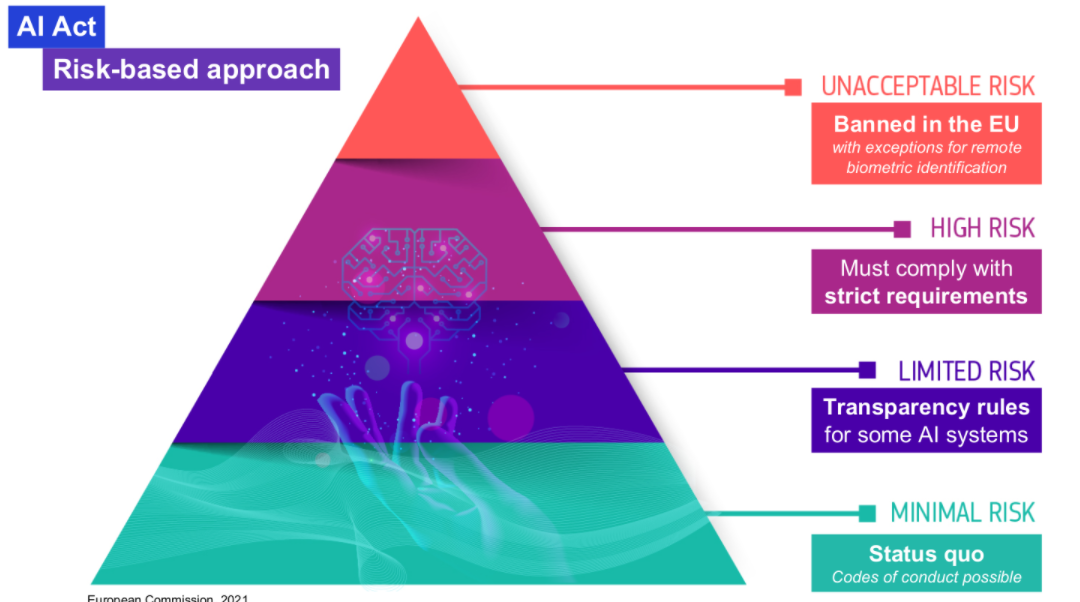 AI Act
Risk-based approach
UNACCEPTABLE RISK
Banned in the EU
with exceptions for remote
biometric identification
HIGH RISK
Must comply with
strict requirements
LIMITED RISK
Transparency rules
for some AI systems
MINIMAL RISK
Status quo
Codes of conduct possible
European Commission, 2021